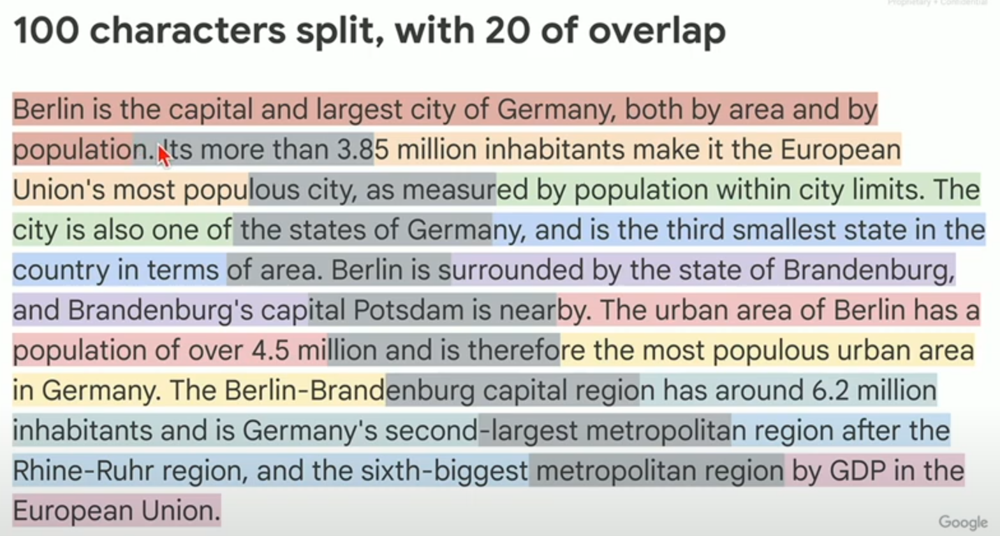 Proprietary + Confidential
100 characters split, with 20 of overlap
Berlin is the capital and largest city of Germany, both by area and by
population. Its more than 3.85 million inhabitants make it the European
Union's most populous city, as measured by population within city limits. The
city is also one of the states of Germany, and is the third smallest state in the
country in terms of area. Berlin is surrounded by the state of Brandenburg,
and Brandenburg's capital Potsdam is nearby. The urban area of Berlin has a
population of over 4.5 million and is therefore the most populous urban area
in Germany. The Berlin-Brandenburg capital region has around 6.2 million
inhabitants and is Germany's second-largest metropolitan region after the
Rhine-Ruhr region, and the sixth-biggest metropolitan region by GDP in the
European Union.
Google